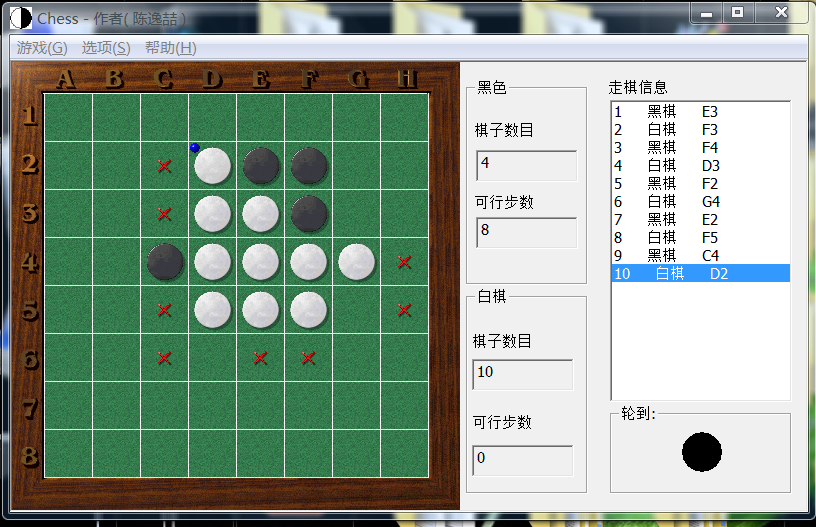 Chess - 作者( 陈逸喆 )
游戏(G) 选项(S) 帮助(H)
A B C D E F G H
1
2
3
4
5
6
7
8
黑色
棋子数目
4
可行步数
8
白棋
棋子数目
10
可行步数
0
走棋信息
1 黑棋 E3
2 白棋 F3
3 黑棋 F4
4 白棋 D3
5 黑棋 F2
6 白棋 G4
7 黑棋 E2
8 白棋 F5
9 黑棋 C4
10 白棋 D2
轮到: